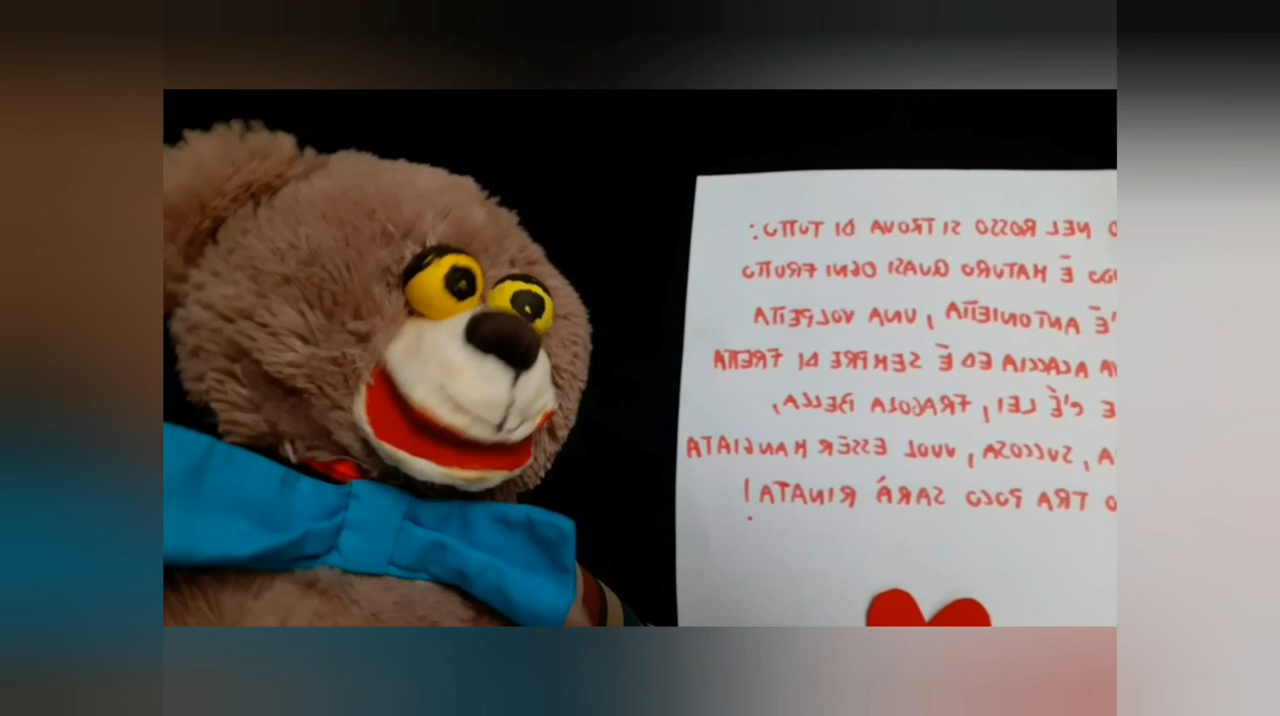 NEL ROSSO SI TROVA DI TUTTO:
È MATURO QUASI OGNI FRUTTO
'È ANTONIETTA, UNA VOLPETTA
A CACCIA ED È SEMPRE DI FRETTA
E C'È LEI, FRAGOLA BELLA,
SUCCOSA, VUOL ESSER MANGIATA
TRA POCO SARÀ RINATA!